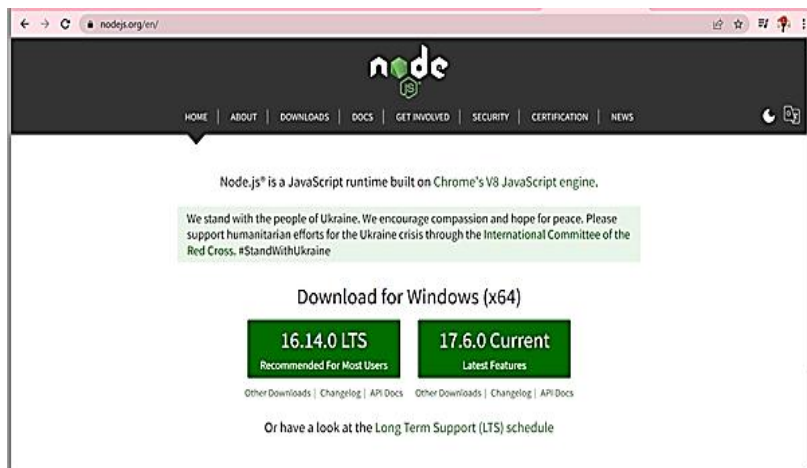 nodejs.org/en/
node
JS
HOME | ABOUT | DOWNLOADS | DOCS | GET INVOLVED | SECURITY | CERTIFICATION | NEWS
Node.js® is a JavaScript runtime built on Chrome's V8 JavaScript engine.
We stand with the people of Ukraine. We encourage compassion and hope for peace. Please
support humanitarian efforts for the Ukraine crisis through the International Committee of the
Red Cross. #StandWithUkraine
Download for Windows (x64)
16.14.0 LTS
Recommended For Most Users
17.6.0 Current
Latest Features
Other Downloads | Changelog | API Docs
Other Downloads | Changelog | API Docs
Or have a look at the Long Term Support (LTS) schedule